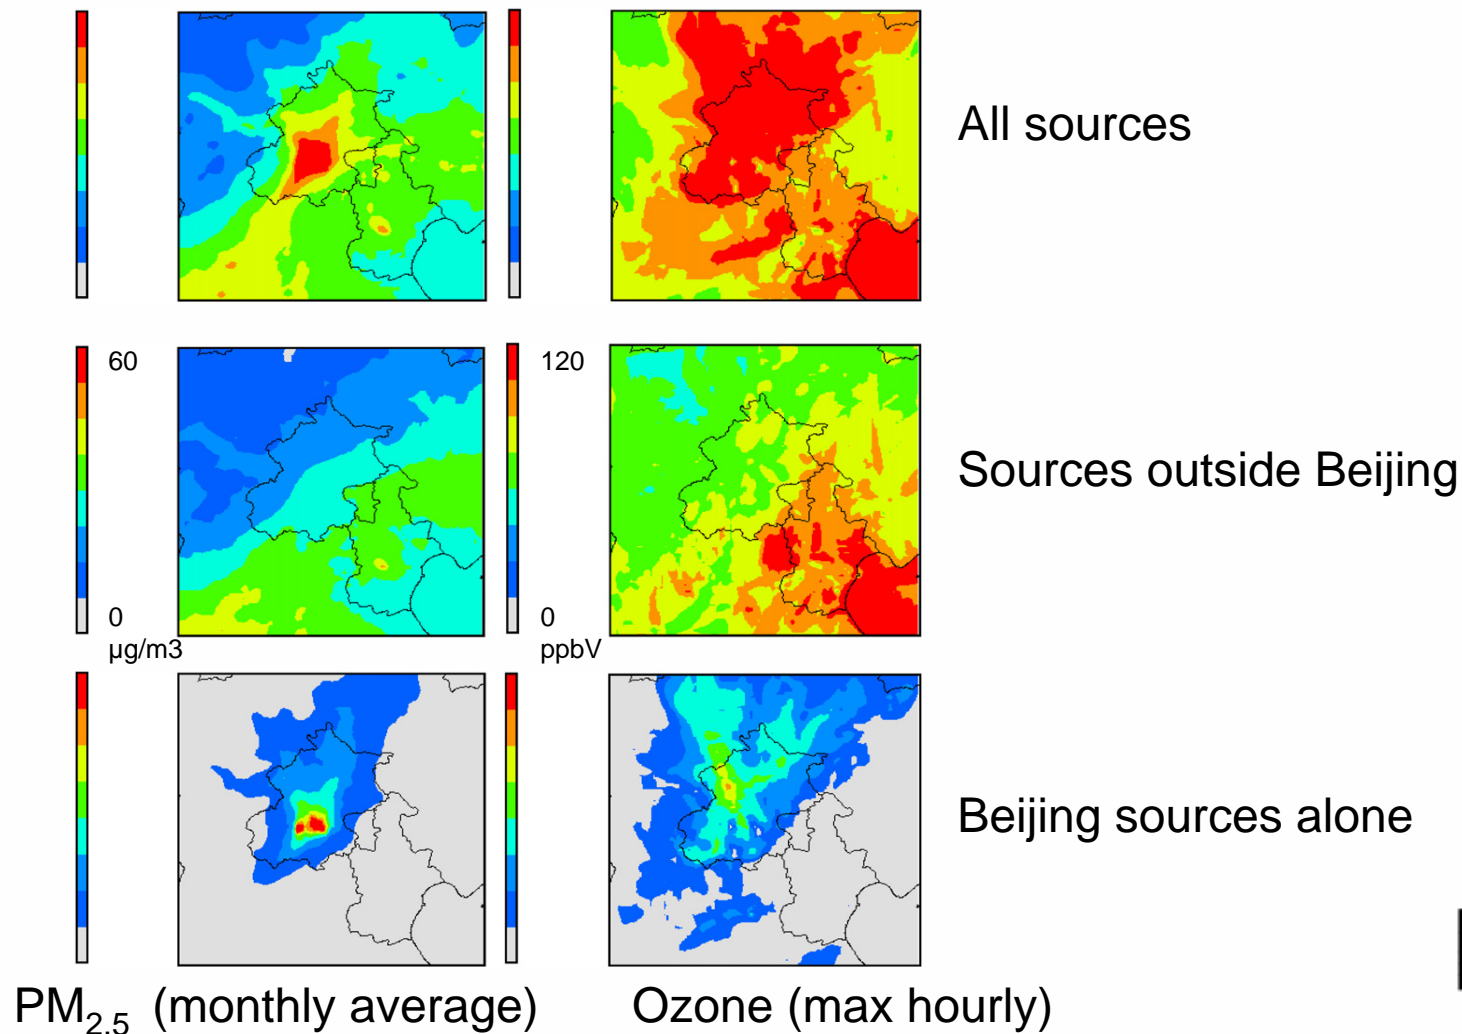 All sources
60
0
µg/m3
120
0
ppbV
Sources outside Beijing
Beijing sources alone
PM2.5 (monthly average)
Ozone (max hourly)